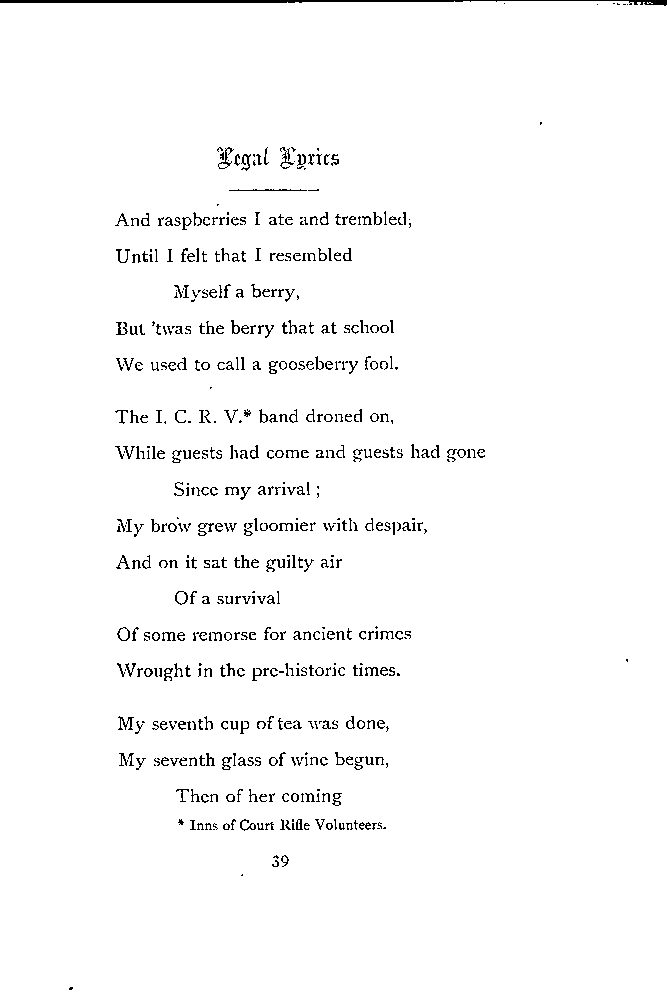 Legal Lyrics
And raspberries I ate and trembled,
Until I felt that I resembled
Myself a berry,
But 'twas the berry that at school
We used to call a gooseberry fool.
The I. C. R. V.* band droned on,
While guests had come and guests had gone
Since my arrival ;
My brow grew gloomier with despair,
And on it sat the guilty air
Of a survival
Of some remorse for ancient crimes
Wrought in the pre-historic times.
My seventh cup of tea was done,
My seventh glass of wine begun,
Then of her coming
* Inns of Court Rifle Volunteers.
39